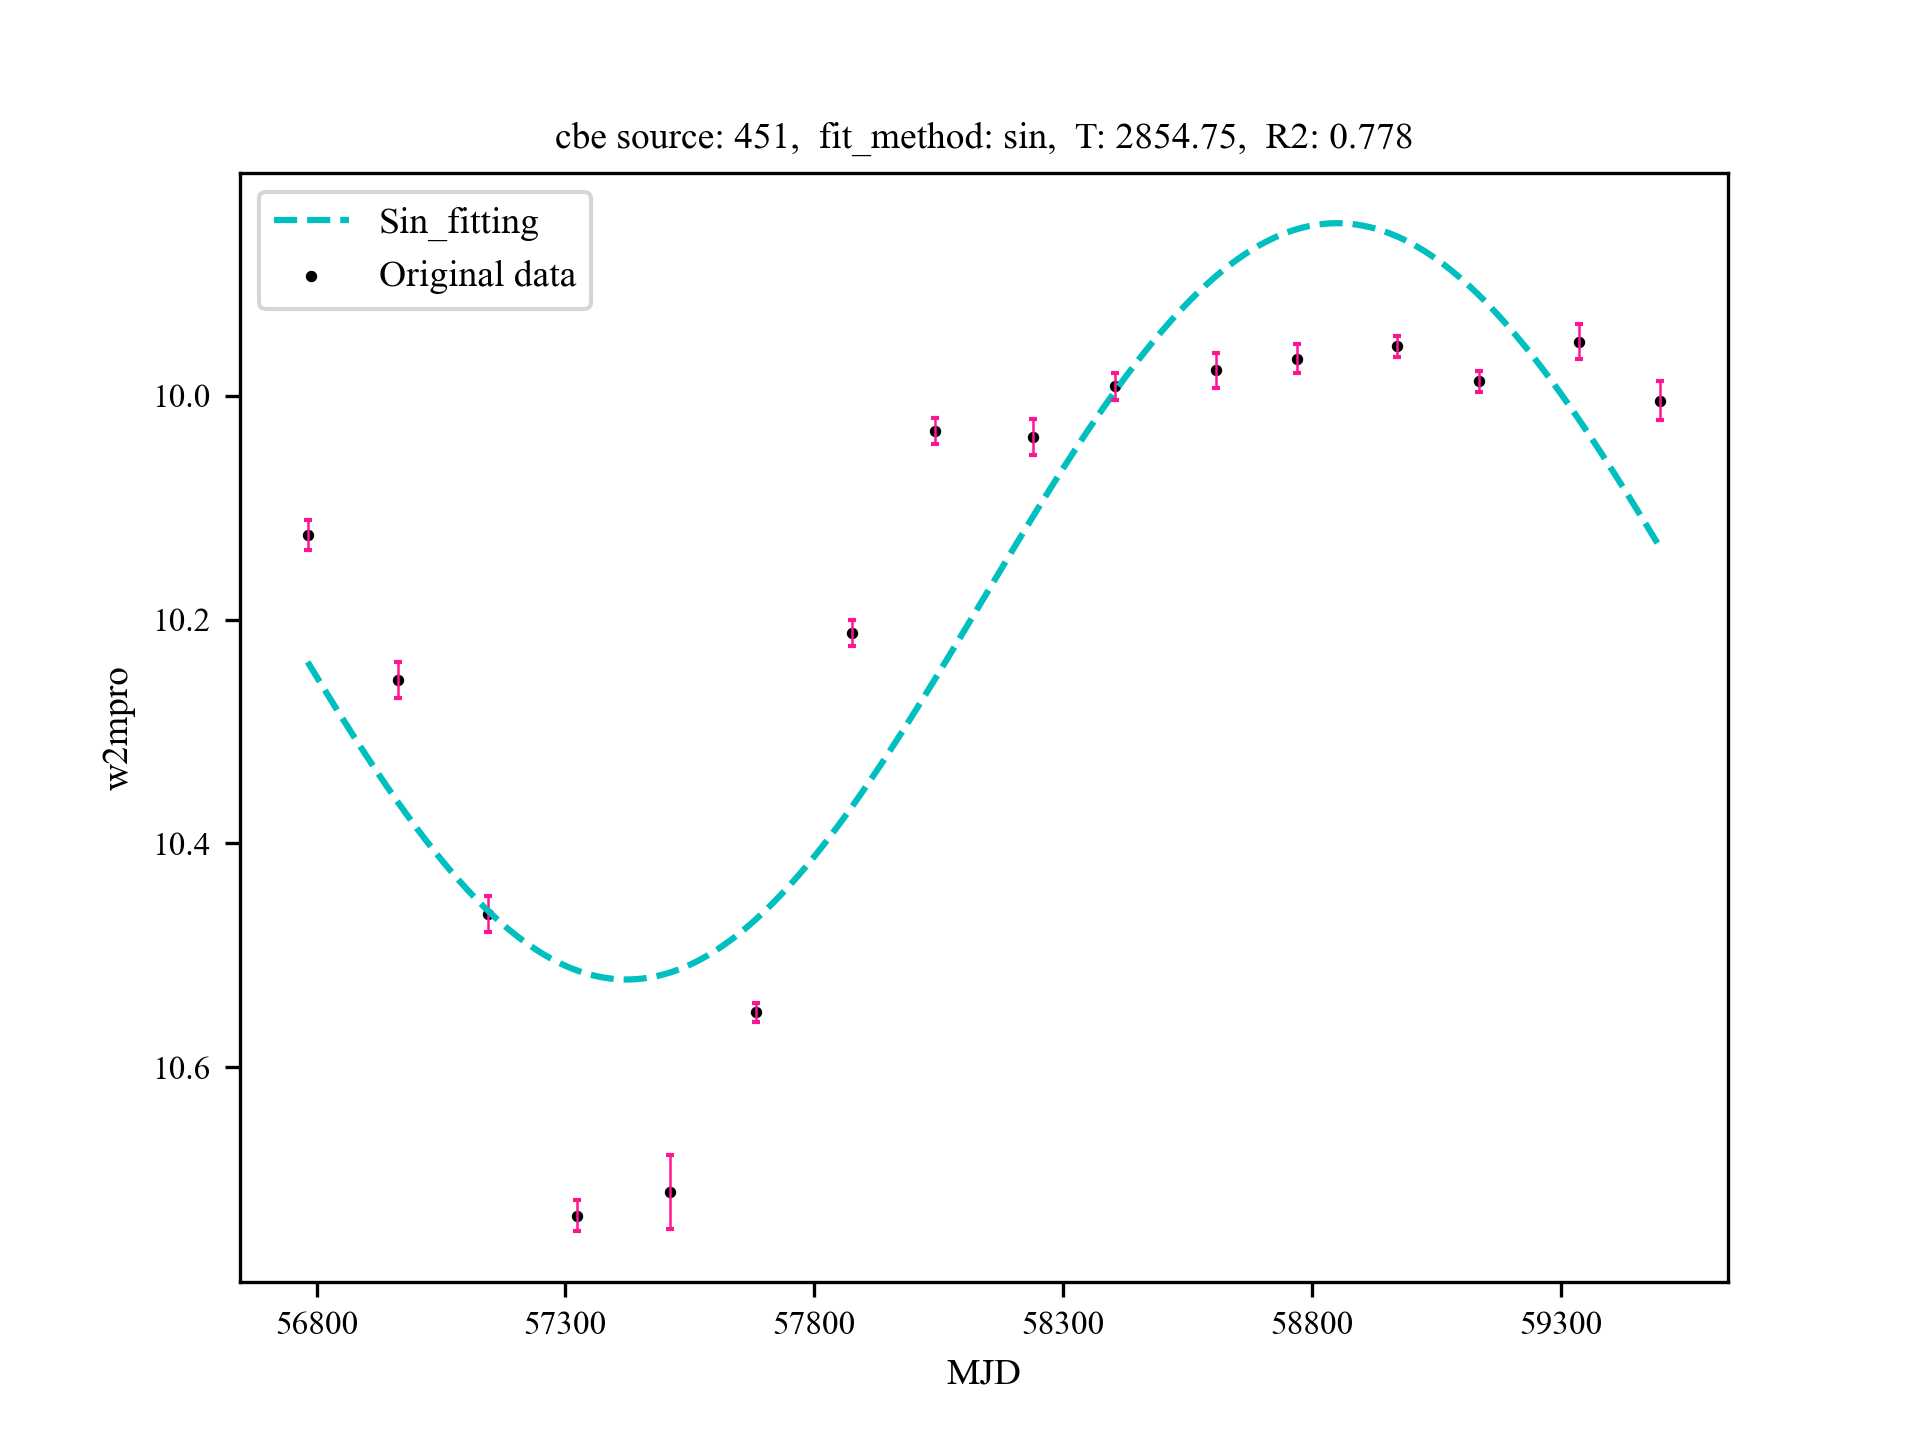 cbe source: 451,  fit_method: sin,  T: 2854.75,  R2: 0.778
Sin_fitting
Original data
10.0
10.2
10.4
10.6
w2mpro
56800
57300
57800
58300
58800
59300
MJD